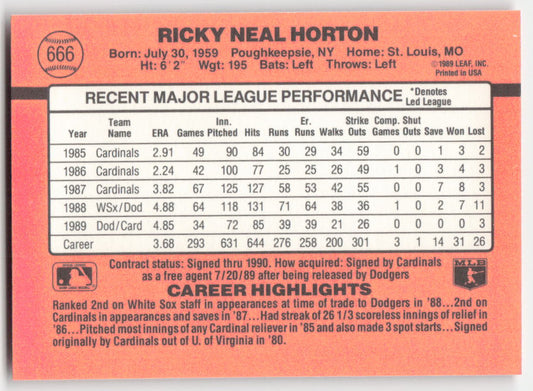 RICKY NEAL HORTON
666
Born: July 30, 1959 Poughkeepsie, NY Home: St. Louis, MO
Ht: 6' 2" Wgt: 195 Bats: Left Throws: Left
©1989 LEAF, INC.
Printed in USA
RECENT MAJOR LEAGUE PERFORMANCE *Denotes Led League
Year Team Name ERA Games Inn. Pitched Hits Runs Er. Runs Walks Strike Outs Comp. Games Shut Outs Save Won Lost
1985 Cardinals 2.91 49 90 84 30 29 34 59 0 0 1 3 2
1986 Cardinals 2.24 42 100 77 25 25 26 49 1 0 3 4 3
1987 Cardinals 3.82 67 125 127 58 53 42 55 0 0 7 8 3
1988 WSx/Dod 4.88 64 118 131 71 64 38 36 1 0 2 7 11
1989 Dod/Card 4.85 34 72 85 39 39 21 26 0 0 0 0 3
Career 3.68 293 631 644 276 258 200 301 3 1 14 31 26
Contract status: Signed thru 1990. How acquired: Signed by Cardinals
as a free agent 7/20/89 after being released by Dodgers
MLB
CAREER HIGHLIGHTS
Ranked 2nd on White Sox staff in appearances at time of trade to Dodgers in '88...2nd on
Cardinals in appearances and saves in '87...Had streak of 26 1/3 scoreless innings of relief in
'86...Pitched most innings of any Cardinal reliever in '85 and also made 3 spot starts...Signed
originally by Cardinals out of U. of Virginia in '80.